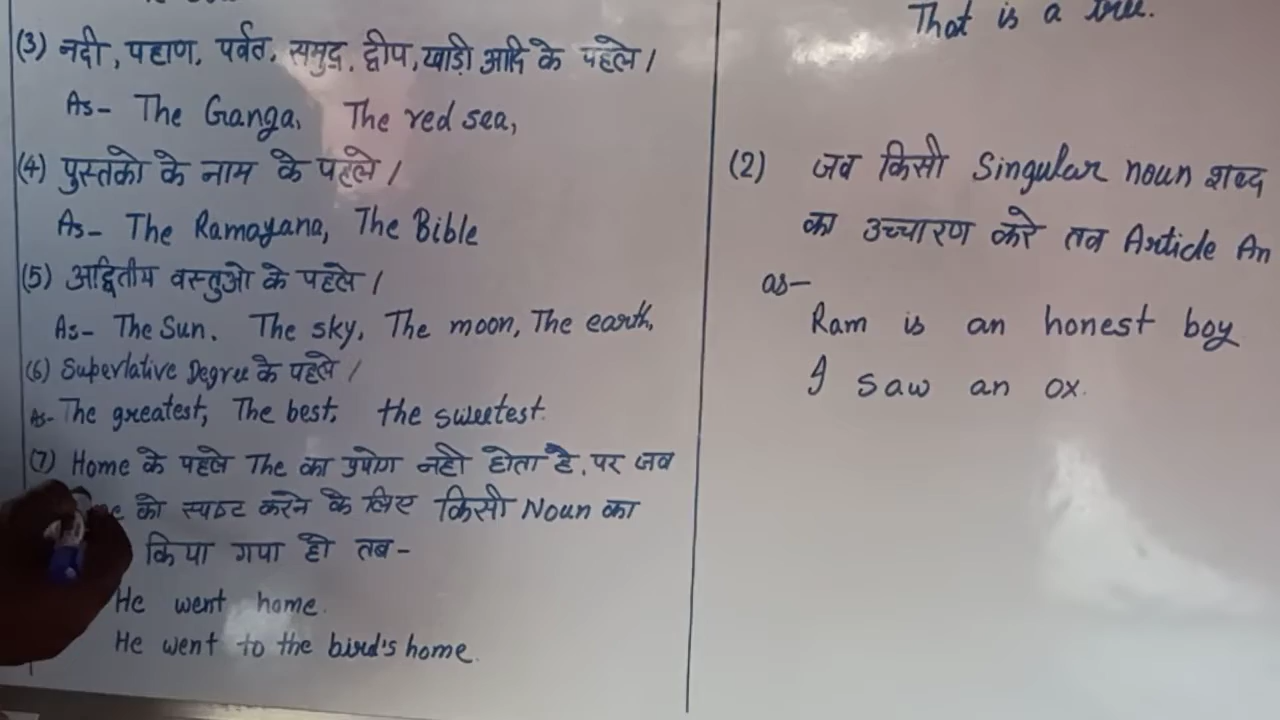 (3) नदी, पहाण, पर्वत, समुद्र, द्वीप, खाड़ी आदि के पहले।
As- The Ganga, The red sea,
(4) पुस्तको के नाम के पहले।
As- The Ramayana, The Bible
(5) अद्वितीय वस्तुओ के पहले।
As- The Sun. The sky, The moon, The earth,
(6) Superlative Degree के पहले।
As- The greatest, The best, the sweetest.
(7) Home के पहले The का प्रयोग नही होता है, पर जब
को स्पष्ट करने के लिए किसी Noun का
किया गया हो तब-
He went home.
He went to the bird's home.
That is a tree.
(2) जब किसी Singular noun शब्द
का उच्चारण करे तब Article An
as-
Ram is an honest boy
I saw an ox.